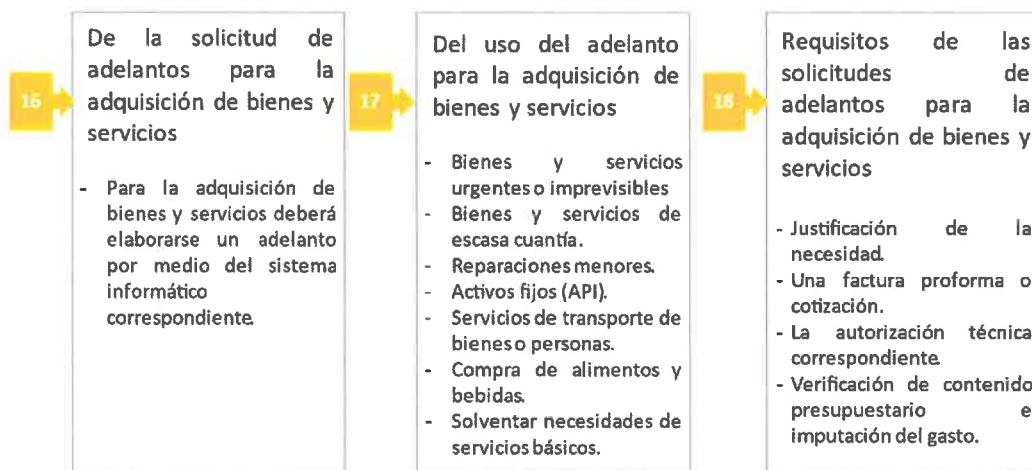 16
De la solicitud de
adelantos para la
adquisición de bienes y
servicios
- Para la adquisición de
bienes y servicios deberá
elaborarse un adelanto
por medio del sistema
informático
correspondiente.
17
Del uso del adelanto
para la adquisición de
bienes y servicios
- Bienes y servicios
urgentes o imprevisibles
- Bienes y servicios de
escasa cuantía.
- Reparaciones menores.
- Activos fijos (API).
- Servicios de transporte de
bienes o personas.
- Compra de alimentos y
bebidas.
- Solventar necesidades de
servicios básicos.
18
Requisitos de las
solicitudes de
adelantos para la
adquisición de bienes y
servicios
- Justificación de la
necesidad.
- Una factura proforma o
cotización.
- La autorización técnica
correspondiente.
- Verificación de contenido
presupuestario e
imputación del gasto.